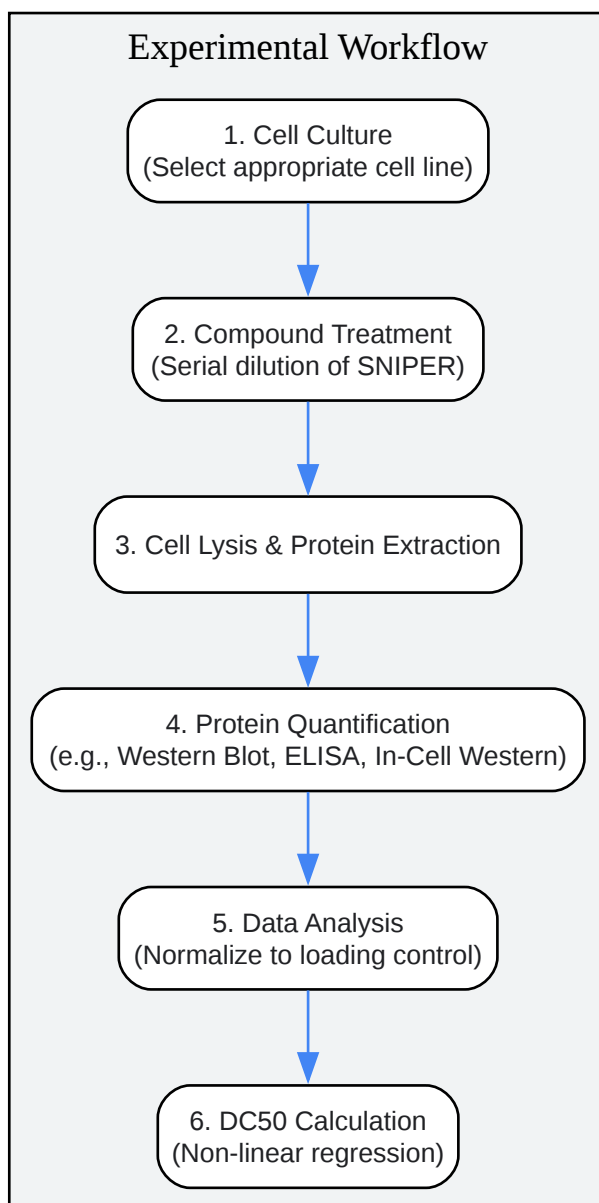 Experimental Workflow
1. Cell Culture
(Select appropriate cell line)
2. Compound Treatment
(Serial dilution of SNIPER)
3. Cell Lysis & Protein Extraction
4. Protein Quantification
(e.g., Western Blot, ELISA, In-Cell Western)
5. Data Analysis
(Normalize to loading control)
6. DC50 Calculation
(Non-linear regression)